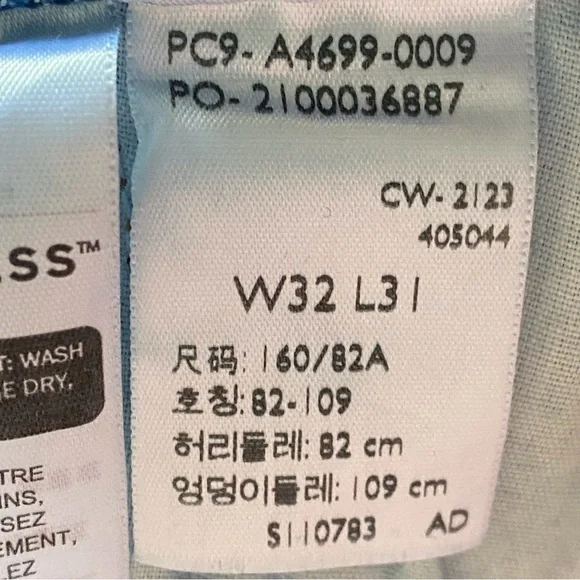 PC9- A4699-0009
PO- 2100036887
CW- 2123
405044
W32 L31
尺码: 160/82A
호칭: 82-109
허리둘레: 82 cm
엉덩이둘레: 109 cm
S110783 AD
SS™
T: WASH
E DRY,
TRE
INS,
SEZ
EMENT,
EZ